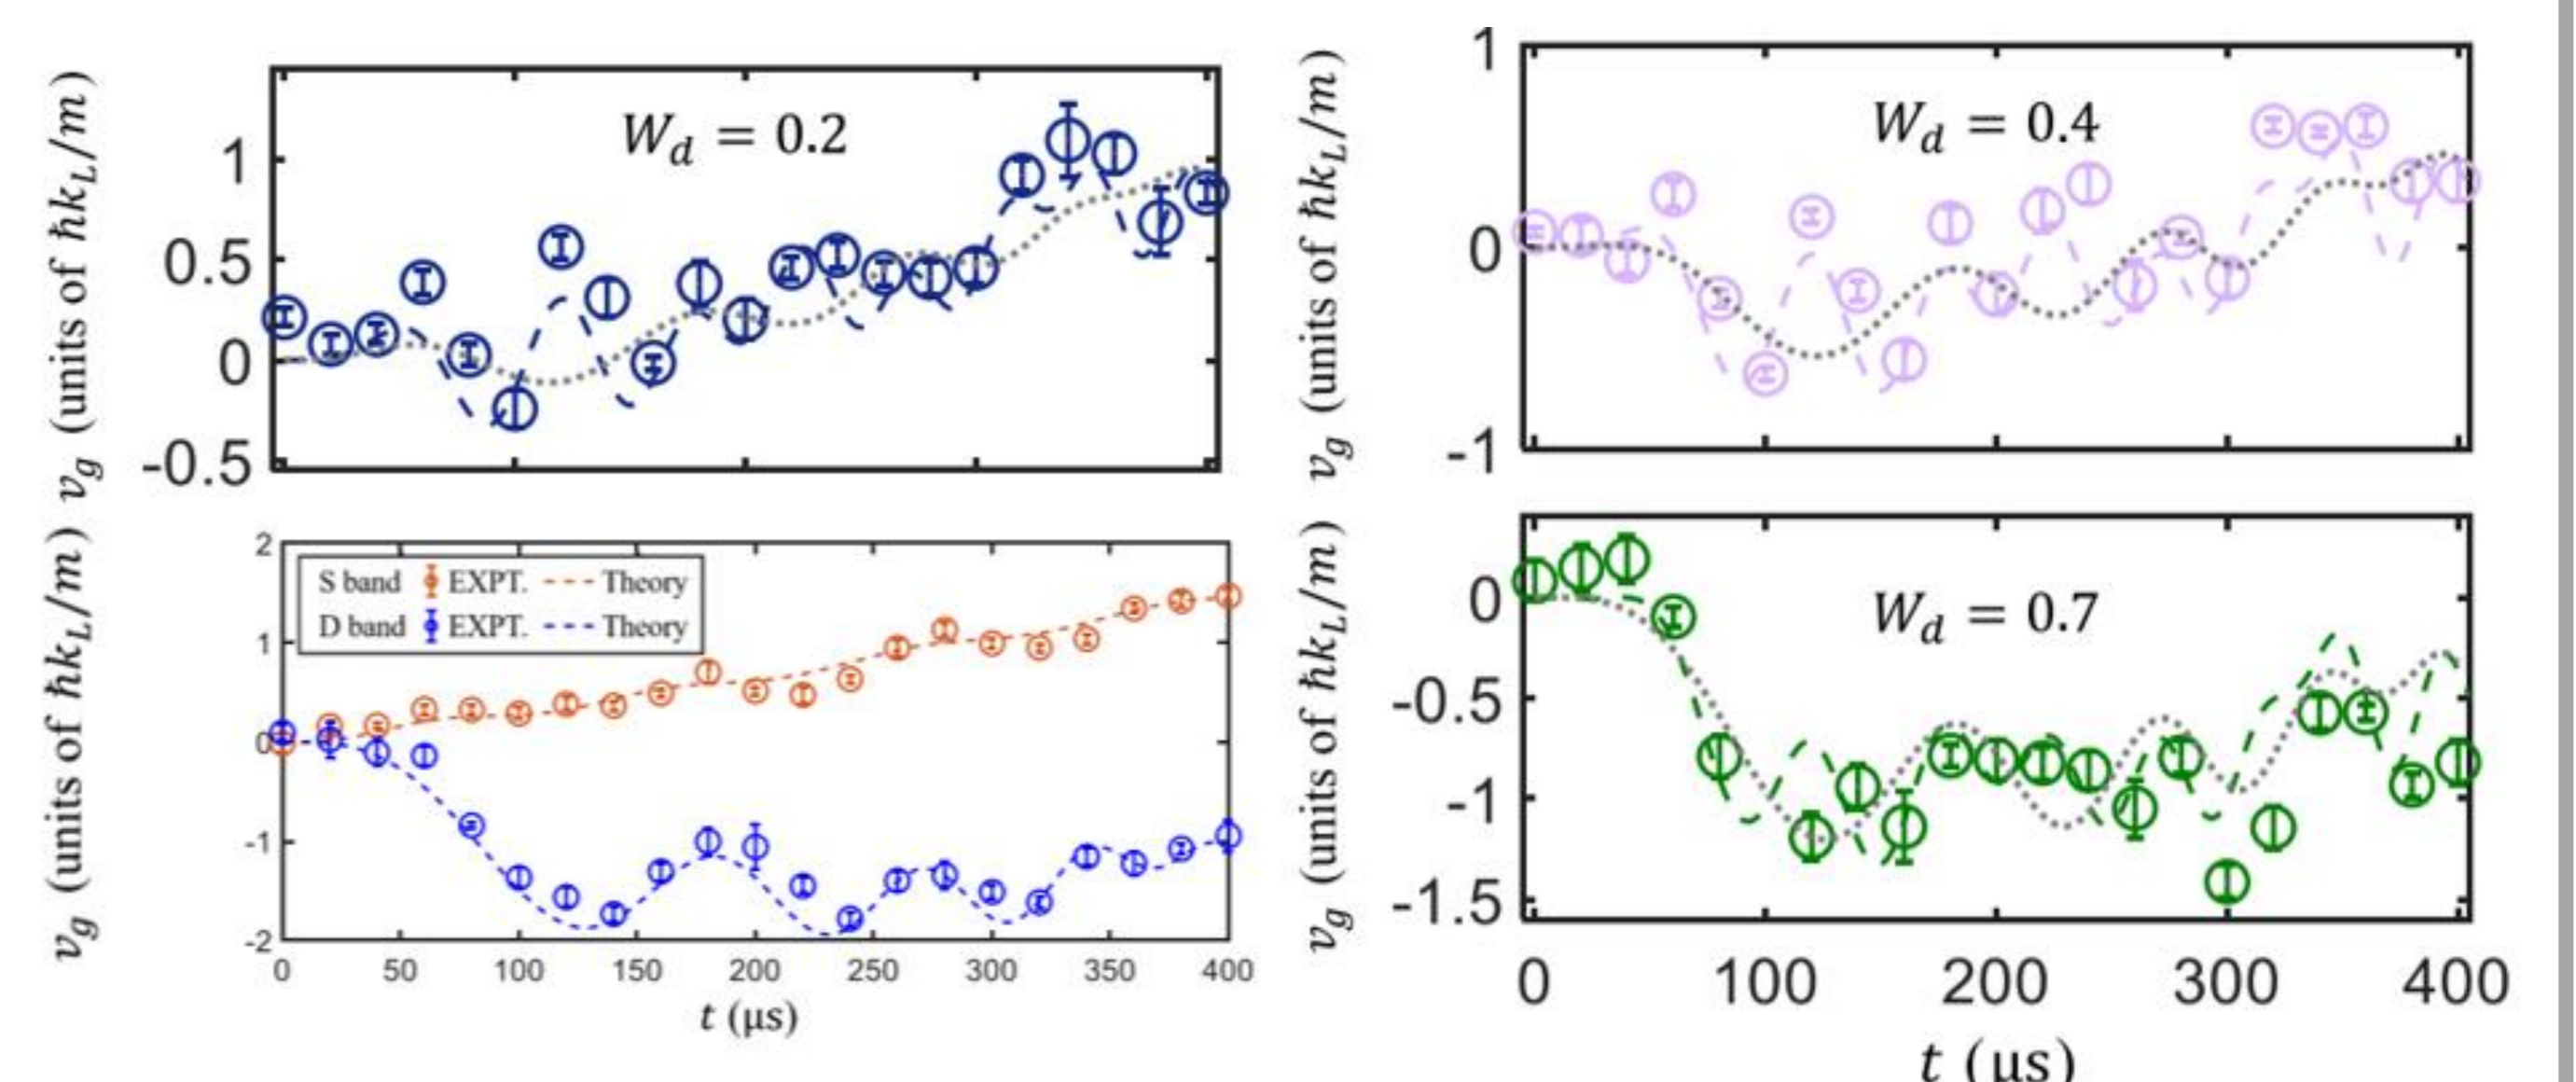 v_g (units of ħk_L/m)
1
0.5
0
-0.5
W_d = 0.2
v_g (units of ħk_L/m)
1
0
-1
W_d = 0.4
v_g (units of ħk_L/m)
2
1
0
-1
-2
S band EXPT. Theory
D band EXPT. Theory
0 50 100 150 200 250 300 350 400
t (μs)
v_g (units of ħk_L/m)
0
-0.5
-1
-1.5
W_d = 0.7
0 100 200 300 400
t (μs)